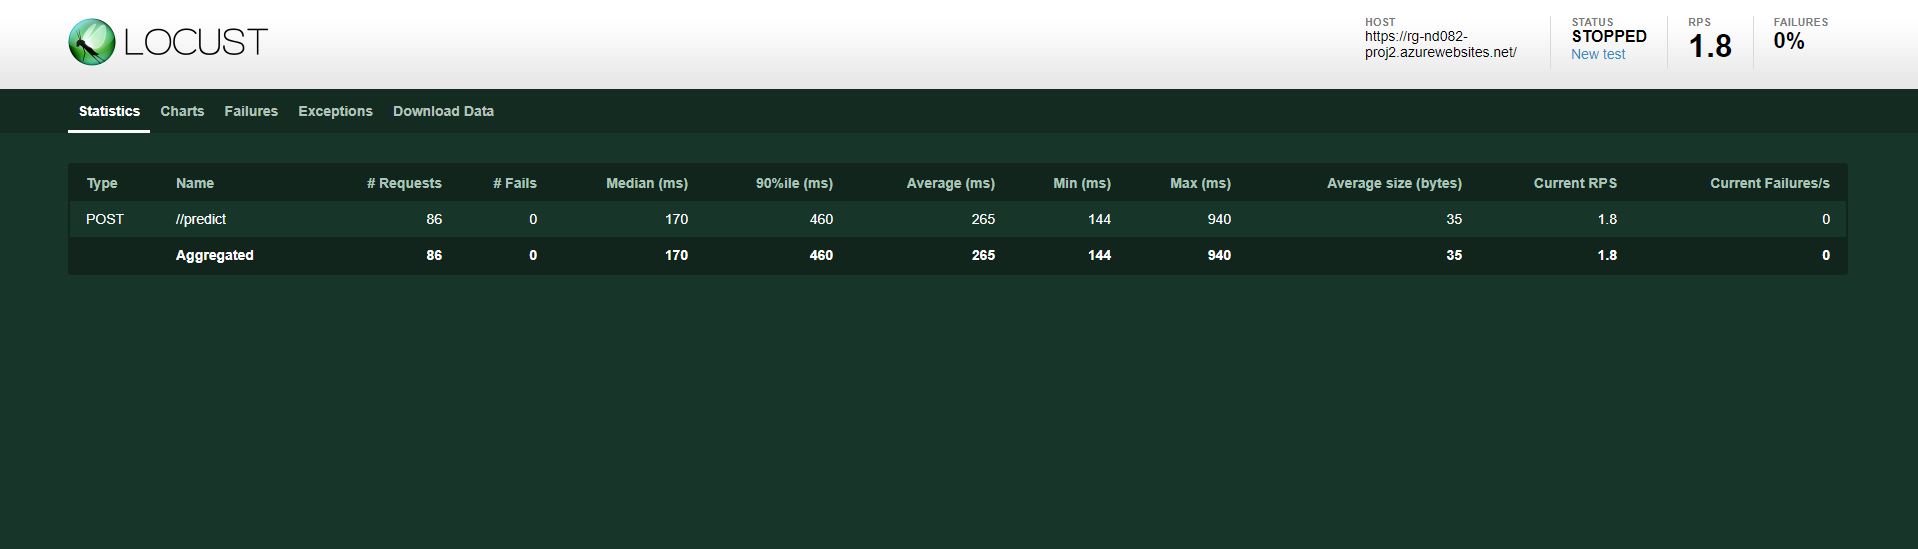 LOCUST
HOST
https://rg-nd082-
proj2.azurewebsites.net/
STATUS
STOPPED
New test
RPS
1.8
FAILURES
0%
Statistics Charts Failures Exceptions Download Data
Type Name # Requests # Fails Median (ms) 90%ile (ms) Average (ms) Min (ms) Max (ms) Average size (bytes) Current RPS Current Failures/s
POST //predict 86 0 170 460 265 144 940 35 1.8 0
Aggregated 86 0 170 460 265 144 940 35 1.8 0